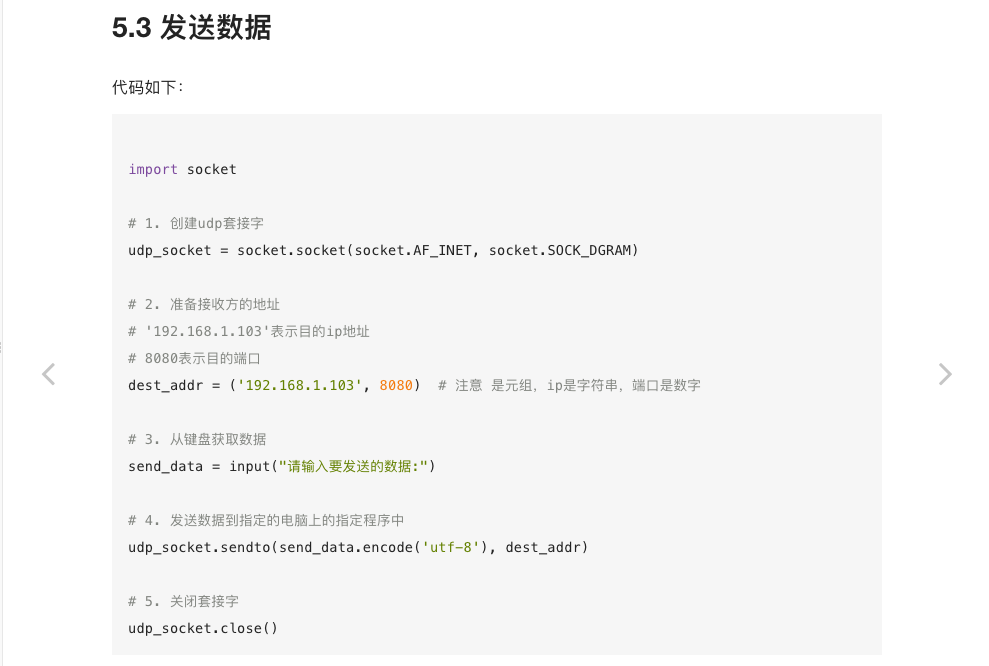 5.3 发送数据
代码如下:
import socket
# 1. 创建udp套接字
udp_socket = socket.socket(socket.AF_INET, socket.SOCK_DGRAM)
# 2. 准备接收方的地址
# '192.168.1.103'表示目的ip地址
# 8080表示目的端口
dest_addr = ('192.168.1.103', 8080)  # 注意 是元组，ip是字符串，端口是数字
# 3. 从键盘获取数据
send_data = input("请输入要发送的数据:")
# 4. 发送数据到指定的电脑上的指定程序中
udp_socket.sendto(send_data.encode('utf-8'), dest_addr)
# 5. 关闭套接字
udp_socket.close()